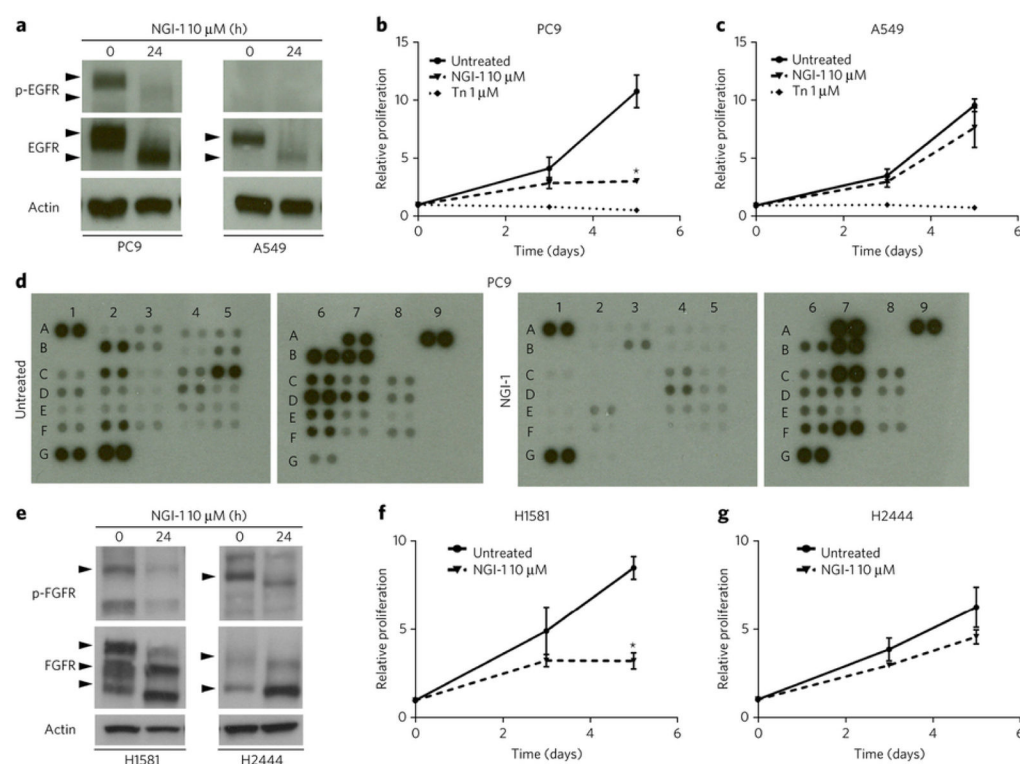 a
NGI-1 10 µM (h)
0 24 0 24
p-EGFR
EGFR
Actin
PC9 A549
b
PC9
Relative proliferation
15
10
5
0
0 2 4 6
Time (days)
Untreated
NGI-1 10 µM
Tn 1 µM
*
c
A549
Relative proliferation
15
10
5
0
0 2 4 6
Time (days)
Untreated
NGI-1 10 µM
Tn 1 µM
d
PC9
Untreated
1 2 3 4 5
A
B
C
D
E
F
G
6 7 8 9
A
B
C
D
E
F
G
NGI-1
1 2 3 4 5
A
B
C
D
E
F
G
6 7 8 9
A
B
C
D
E
F
G
e
NGI-1 10 µM (h)
0 24 0 24
p-FGFR
FGFR
Actin
H1581 H2444
f
H1581
Relative proliferation
10
5
0
0 2 4 6
Time (days)
Untreated
NGI-1 10 µM
*
g
H2444
Relative proliferation
10
5
0
0 2 4 6
Time (days)
Untreated
NGI-1 10 µM